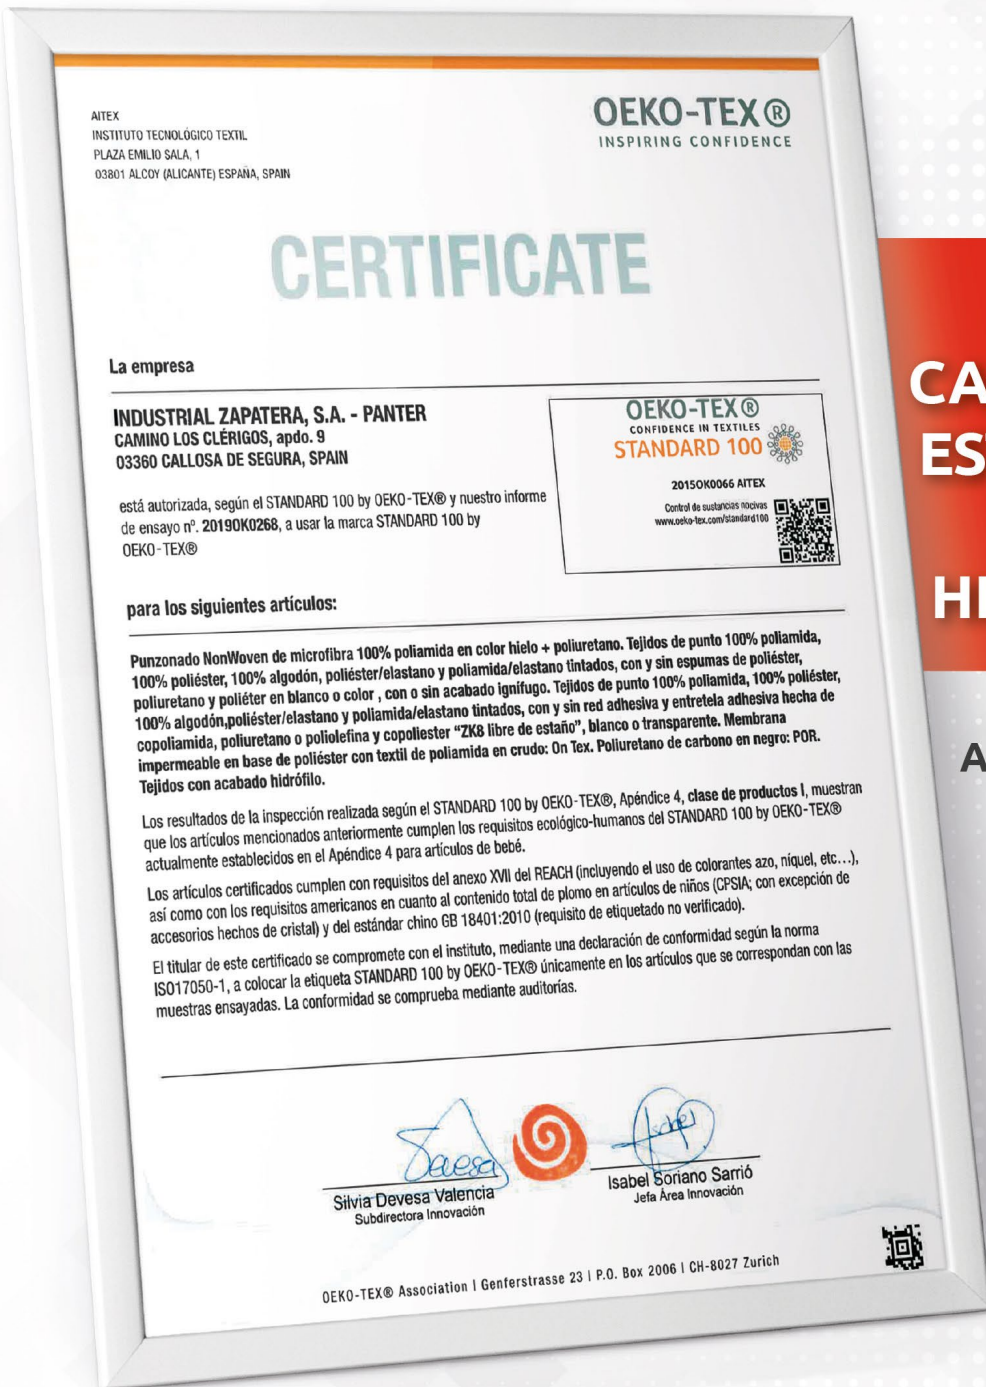 AITEX
INSTITUTO TECNOLÓGICO TEXTIL
PLAZA EMILIO SALA, 1
03801 ALCOY (ALICANTE) ESPAÑA, SPAIN
OEKO-TEX®
INSPIRING CONFIDENCE
CERTIFICATE
La empresa
INDUSTRIAL ZAPATERA, S.A. - PANTER
CAMINO LOS CLÉRIGOS, apdo. 9
03360 CALLOSA DE SEGURA, SPAIN
está autorizada, según el STANDARD 100 by OEKO-TEX® y nuestro informe
de ensayo nº. 2019OK0268, a usar la marca STANDARD 100 by
OEKO-TEX®
OEKO-TEX®
CONFIDENCE IN TEXTILES
STANDARD 100
2015OK0066 AITEX
Control de sustancias nocivas
www.oeko-tex.com/standard100
para los siguientes artículos:
Punzonado NonWoven de microfibra 100% poliamida en color hielo + poliuretano. Tejidos de punto 100% poliamida,
100% poliéster, 100% algodón, poliéster/elastano y poliamida/elastano tintados, con y sin espumas de poliéster,
poliuretano y poliéter en blanco o color , con o sin acabado ignífugo. Tejidos de punto 100% poliamida, 100% poliéster,
100% algodón,poliéster/elastano y poliamida/elastano tintados, con y sin red adhesiva y entretela adhesiva hecha de
copoliamida, poliuretano o poliolefina y copoliester “ZK8 libre de estaño”, blanco o transparente. Membrana
impermeable en base de poliéster con textil de poliamida en crudo: On Tex. Poliuretano de carbono en negro: POR.
Tejidos con acabado hidrófilo.
Los resultados de la inspección realizada según el STANDARD 100 by OEKO-TEX®, Apéndice 4, clase de productos I, muestran
que los artículos mencionados anteriormente cumplen los requisitos ecológico-humanos del STANDARD 100 by OEKO-TEX®
actualmente establecidos en el Apéndice 4 para artículos de bebé.
Los artículos certificados cumplen con requisitos del anexo XVII del REACH (incluyendo el uso de colorantes azo, níquel, etc...),
así como con los requisitos americanos en cuanto al contenido total de plomo en artículos de niños (CPSIA; con excepción de
accesorios hechos de cristal) y del estándar chino GB 18401:2010 (requisito de etiquetado no verificado).
El titular de este certificado se compromete con el instituto, mediante una declaración de conformidad según la norma
ISO17050-1, a colocar la etiqueta STANDARD 100 by OEKO-TEX® únicamente en los artículos que se correspondan con las
muestras ensayadas. La conformidad se comprueba mediante auditorías.
Devesa
Isabel
Silvia Devesa Valencia
Subdirectora Innovación
Isabel Soriano Sarrió
Jefa Área Innovación
OEKO-TEX® Association | Genferstrasse 23 | P.O. Box 2006 | CH-8027 Zurich
CA
ES
A